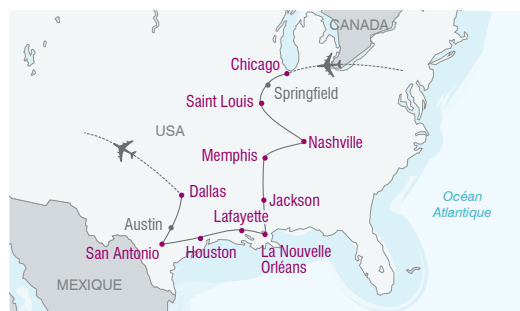 CANADA
Chicago
Springfield
Saint Louis
USA
Nashville
Memphis
Dallas
Jackson
Océan
Atlantique
Lafayette
Austin
San Antonio
Houston
La Nouvelle
Orléans
MEXIQUE